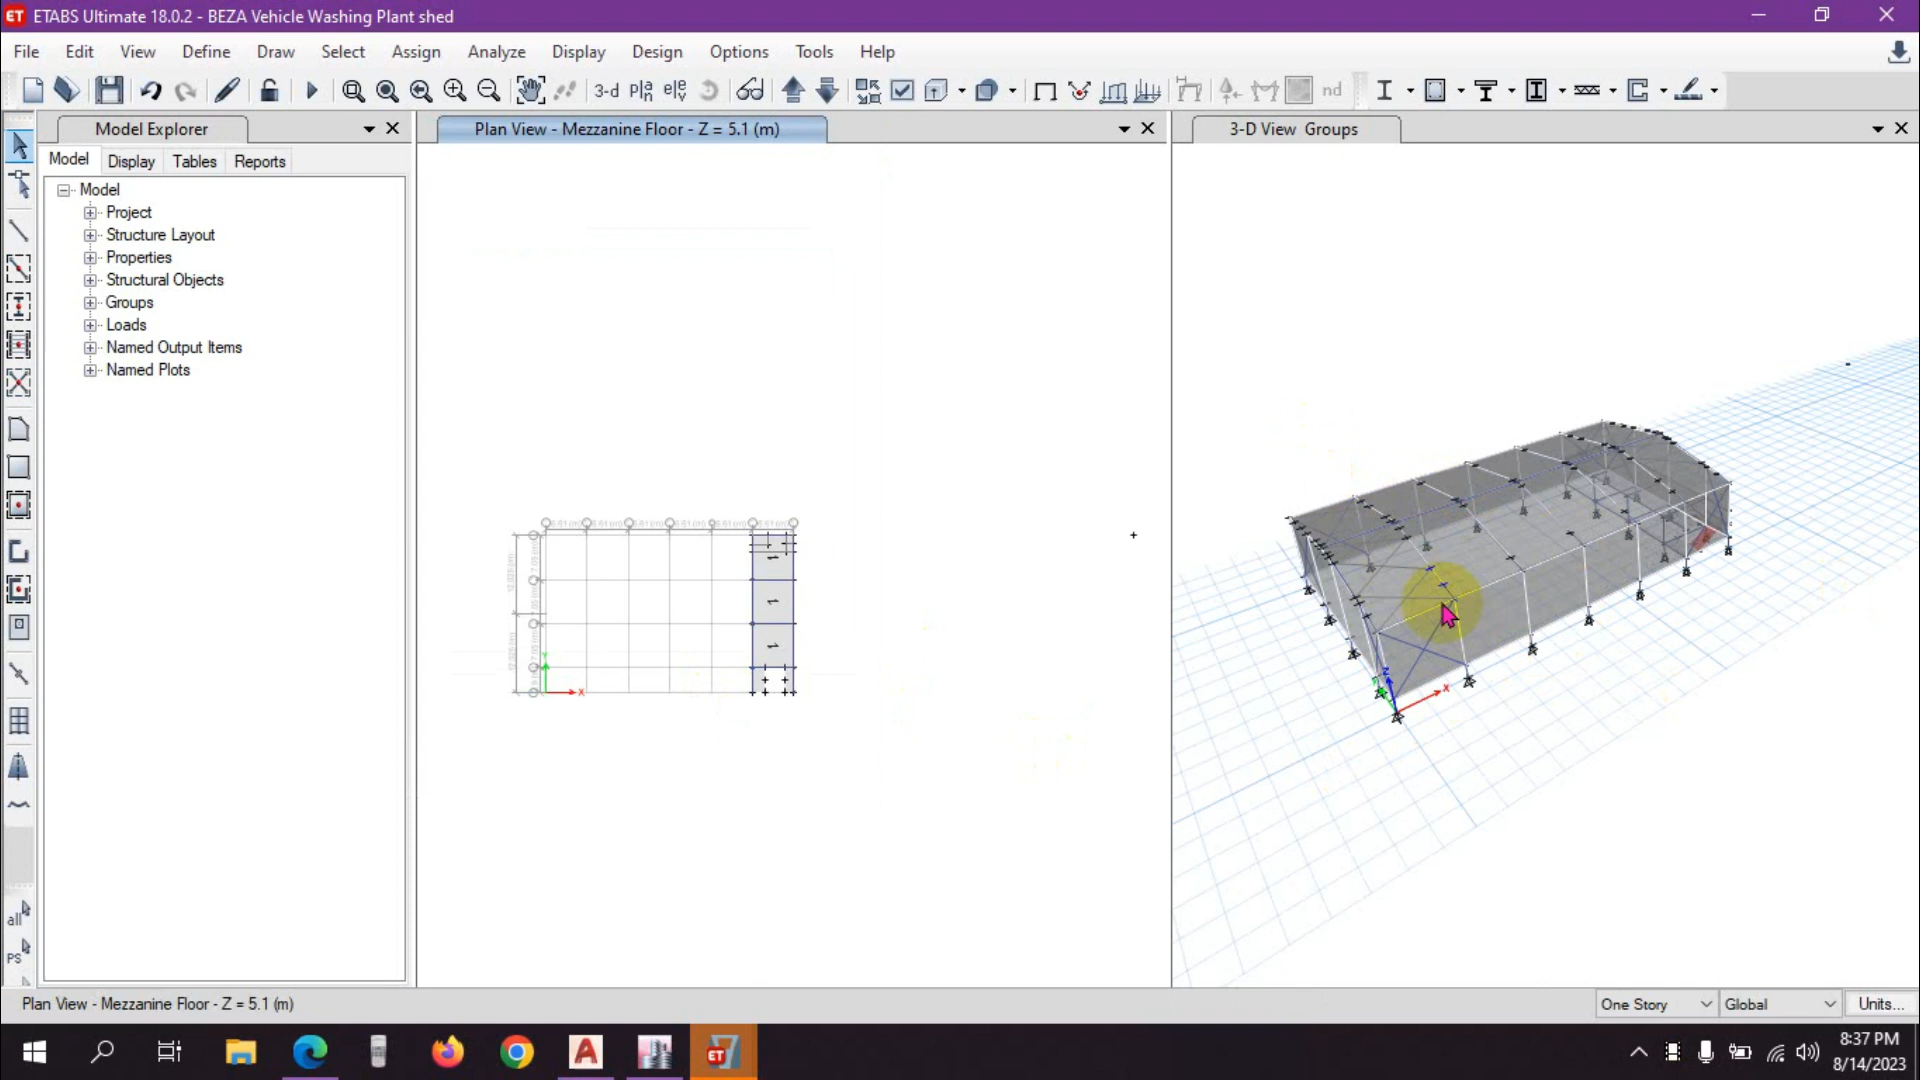 ET ETABS Ultimate 18.0.2 - BEZA Vehicle Washing Plant shed
File Edit View Define Draw Select Assign Analyze Display Design Options Tools Help
3-d nd
Model Explorer
Plan View - Mezzanine Floor - Z = 5.1 (m)
3-D View Groups
Model Display Tables Reports
Model
Project
Structure Layout
Properties
Structural Objects
Groups
Loads
Named Output Items
Named Plots
X
X
all
PS
Plan View - Mezzanine Floor - Z = 5.1 (m)
One Story Global Units...
A ET
8:37 PM
8/14/2023